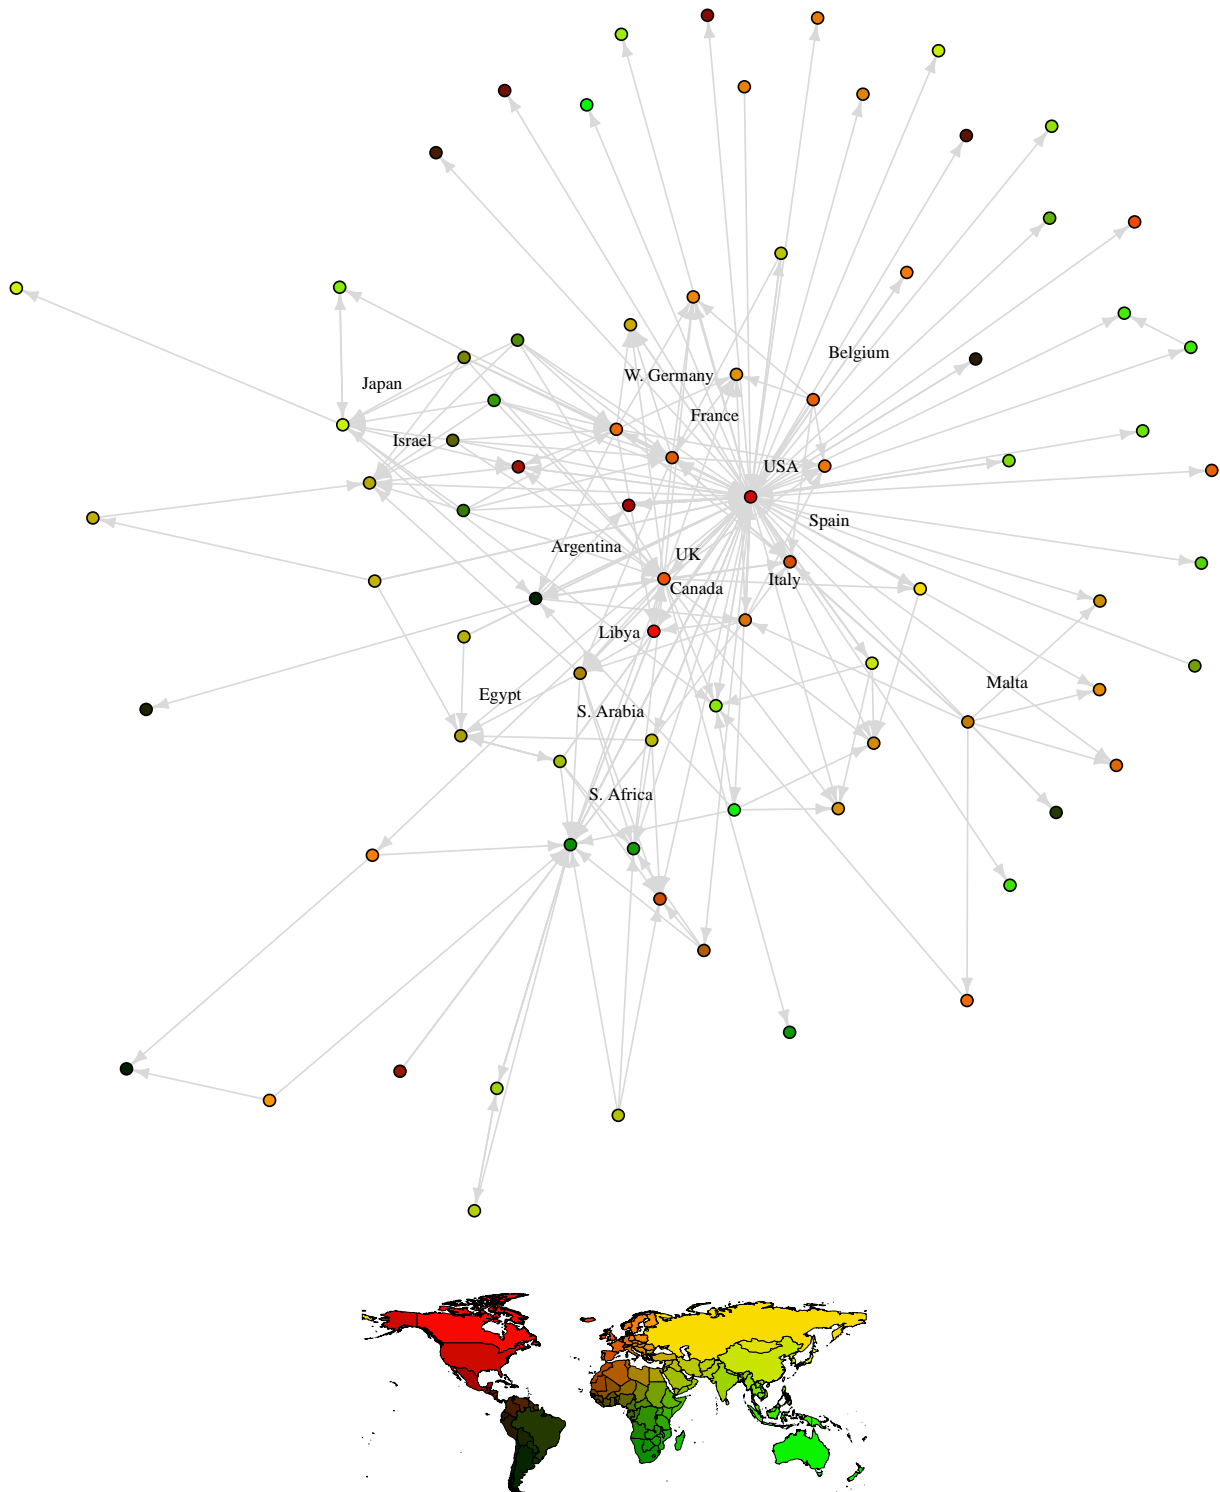 Belgium
W. Germany
Japan
France
Israel
USA
Spain
Argentina
UK
Italy
Canada
Libya
Malta
Egypt
S. Arabia
S. Africa